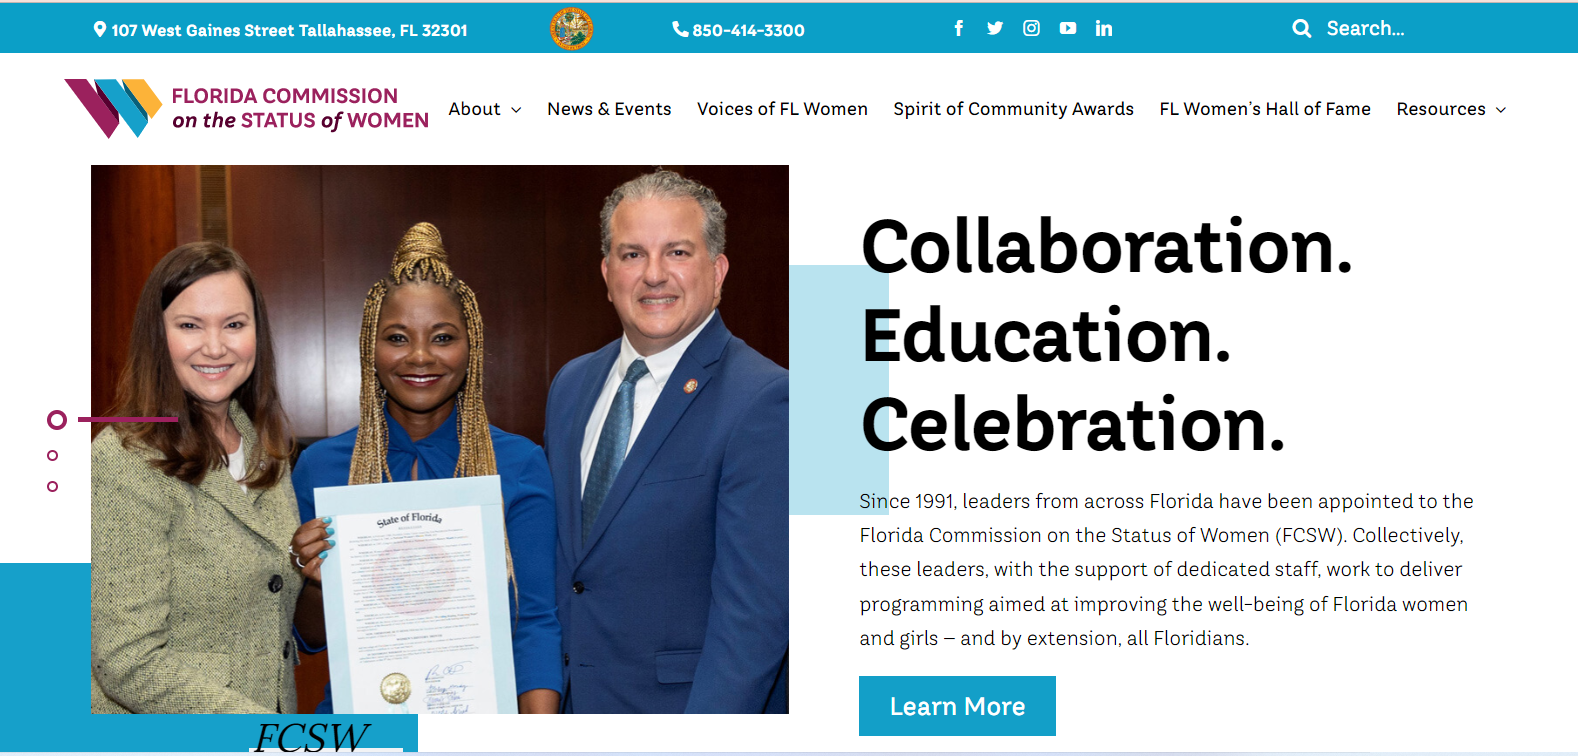 107 West Gaines Street Tallahassee, FL 32301
850-414-3300
Search...
FLORIDA COMMISSION
on the STATUS of WOMEN
About
News & Events
Voices of FL Women
Spirit of Community Awards
FL Women's Hall of Fame
Resources
Collaboration.
Education.
Celebration.
State of Florida
Since 1991, leaders from across Florida have been appointed to the
Florida Commission on the Status of Women (FCSW). Collectively,
these leaders, with the support of dedicated staff, work to deliver
programming aimed at improving the well-being of Florida women
and girls – and by extension, all Floridians.
Learn More
FCSW